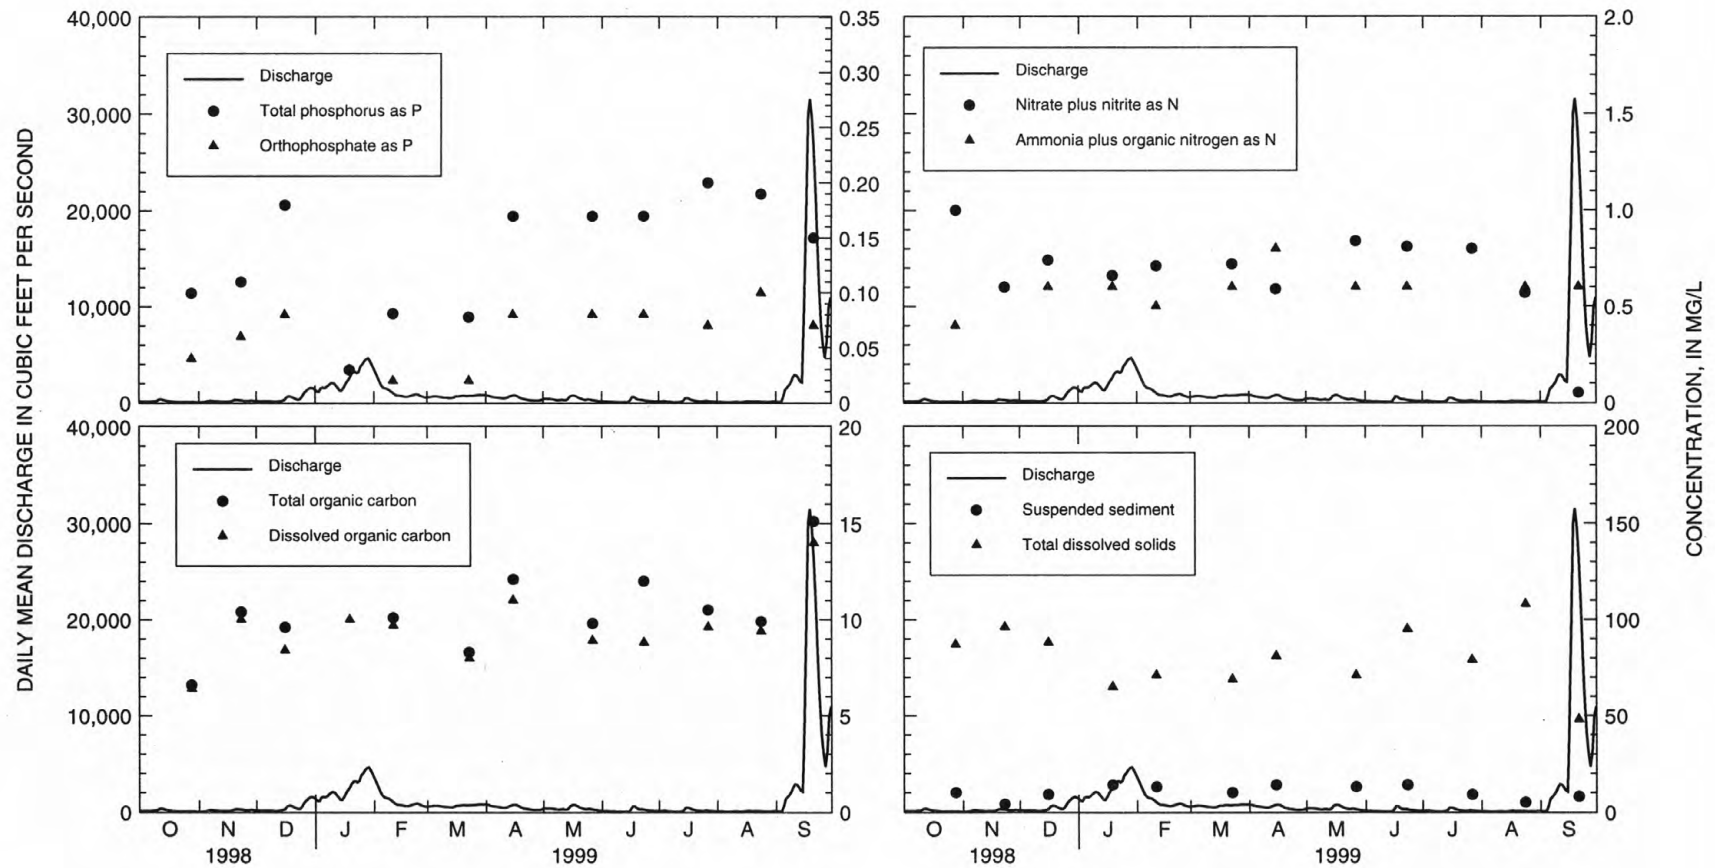 DAILY MEAN DISCHARGE IN CUBIC FEET PER SECOND
40,000
30,000
20,000
10,000
0
Discharge
Total phosphorus as P
Orthophosphate as P
0.35
0.30
0.25
0.20
0.15
0.10
0.05
0
Discharge
Nitrate plus nitrite as N
Ammonia plus organic nitrogen as N
2.0
1.5
1.0
0.5
0
40,000
30,000
20,000
10,000
0
Discharge
Total organic carbon
Dissolved organic carbon
20
15
10
5
0
O N D J F M A M J J A S
1998 1999
Discharge
Suspended sediment
Total dissolved solids
200
150
100
50
0
O N D J F M A M J J A S
1998 1999
CONCENTRATION, IN MG/L